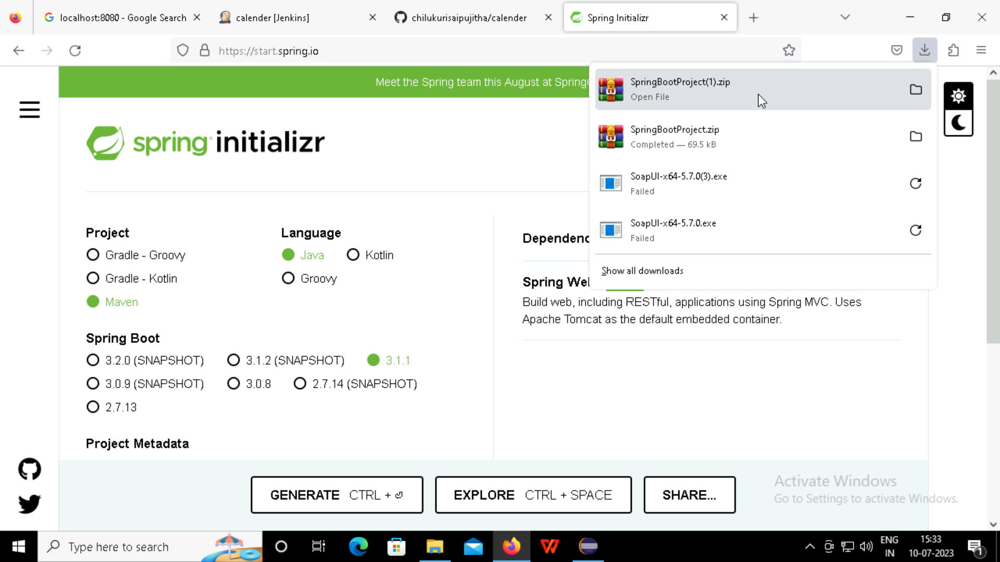 localhost:8080 - Google Search
calender [Jenkins]
chilukurisaipujitha/calender
Spring Initializr
https://start.spring.io
Meet the Spring team this August at Spring
SpringBootProject(1).zip
Open File
SpringBootProject.zip
Completed — 69.5 kB
SoapUI-x64-5.7.0(3).exe
Failed
SoapUI-x64-5.7.0.exe
Failed
Show all downloads
spring initializr
Project
Gradle - Groovy
Gradle - Kotlin
Maven
Language
Java Kotlin
Groovy
Spring Boot
3.2.0 (SNAPSHOT) 3.1.2 (SNAPSHOT) 3.1.1
3.0.9 (SNAPSHOT) 3.0.8 2.7.14 (SNAPSHOT)
2.7.13
Project Metadata
Dependenc
Spring We
Build web, including RESTful, applications using Spring MVC. Uses
Apache Tomcat as the default embedded container.
GENERATE CTRL + ⏎
EXPLORE CTRL + SPACE
SHARE...
Activate Windows
Go to Settings to activate Windows.
Type here to search
ENG
IN
15:33
10-07-2023
1